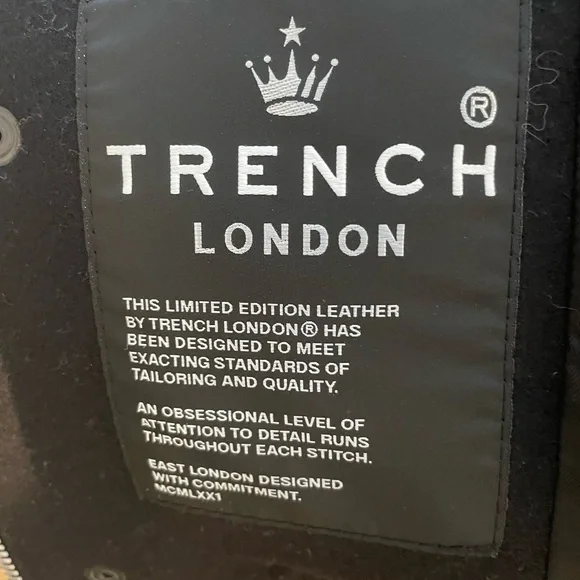 ®
TRENCH
LONDON
THIS LIMITED EDITION LEATHER
BY TRENCH LONDON® HAS
BEEN DESIGNED TO MEET
EXACTING STANDARDS OF
TAILORING AND QUALITY.
AN OBSESSIONAL LEVEL OF
ATTENTION TO DETAIL RUNS
THROUGHOUT EACH STITCH.
EAST LONDON DESIGNED
WITH COMMITMENT.
MCMLXX1